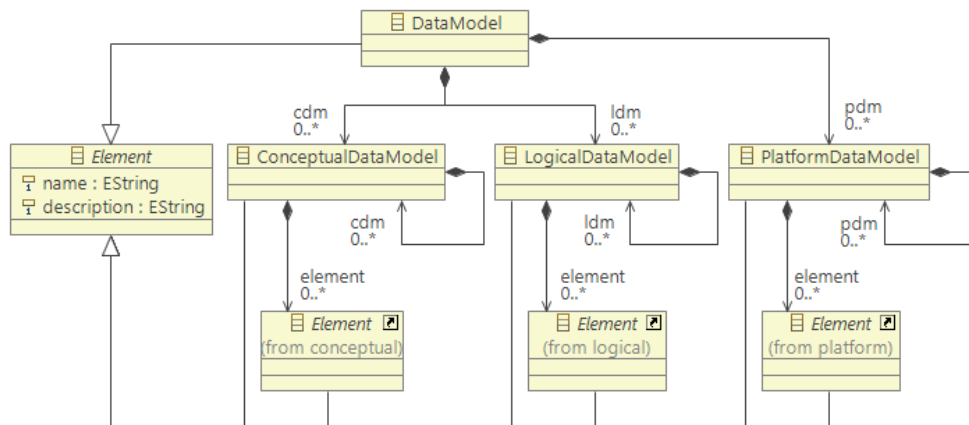 DataModel
cdm
0..*
ldm
0..*
pdm
0..*
Element
name : EString
description : EString
ConceptualDataModel
LogicalDataModel
PlatformDataModel
cdm
0..*
ldm
0..*
pdm
0..*
element
0..*
element
0..*
element
0..*
Element
(from conceptual)
Element
(from logical)
Element
(from platform)